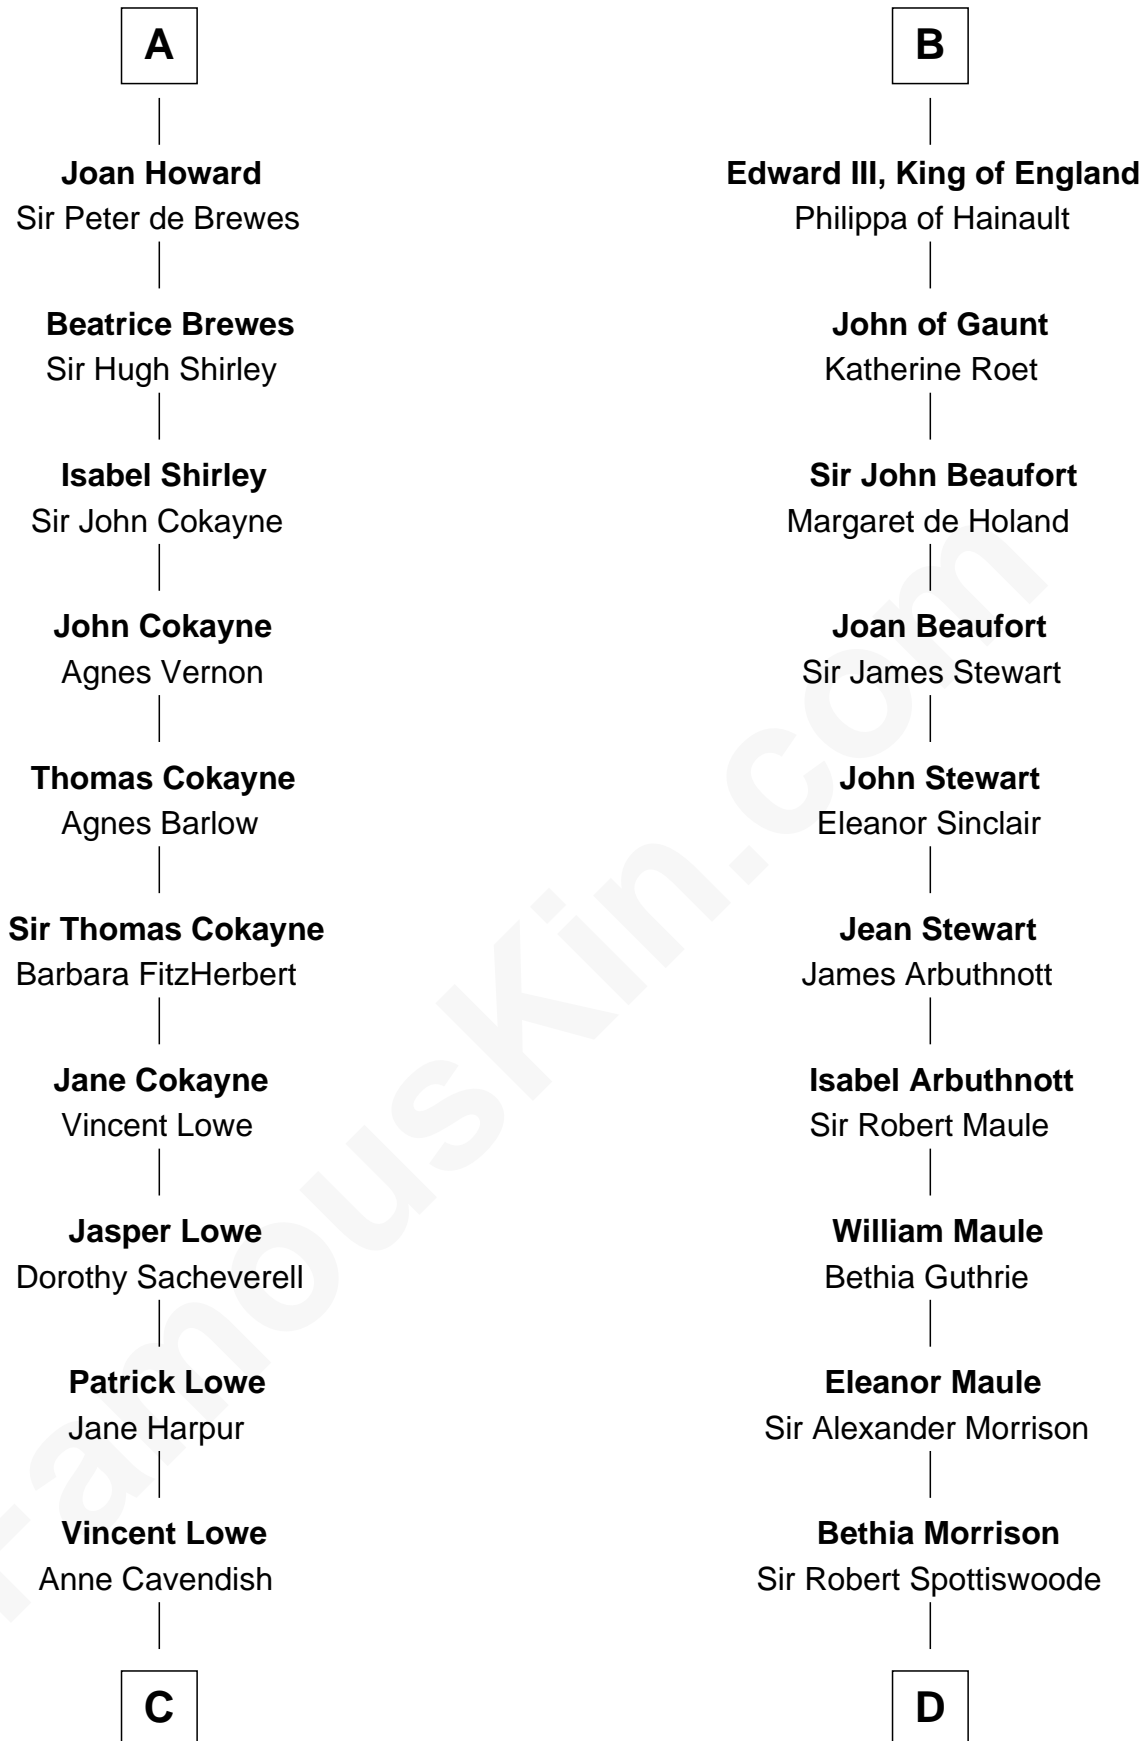 A
Joan Howard
Sir Peter de Brewes
Beatrice Brewes
Sir Hugh Shirley
Isabel Shirley
Sir John Cokayne
John Cokayne
Agnes Vernon
Thomas Cokayne
Agnes Barlow
Sir Thomas Cokayne
Barbara FitzHerbert
Jane Cokayne
Vincent Lowe
Jasper Lowe
Dorothy Sacheverell
Patrick Lowe
Jane Harpur
Vincent Lowe
Anne Cavendish
C
B
Edward III, King of England
Philippa of Hainault
John of Gaunt
Katherine Roet
Sir John Beaufort
Margaret de Holand
Joan Beaufort
Sir James Stewart
John Stewart
Eleanor Sinclair
Jean Stewart
James Arbuthnott
Isabel Arbuthnott
Sir Robert Maule
William Maule
Bethia Guthrie
Eleanor Maule
Sir Alexander Morrison
Bethia Morrison
Sir Robert Spottiswoode
D
FamousKin.com